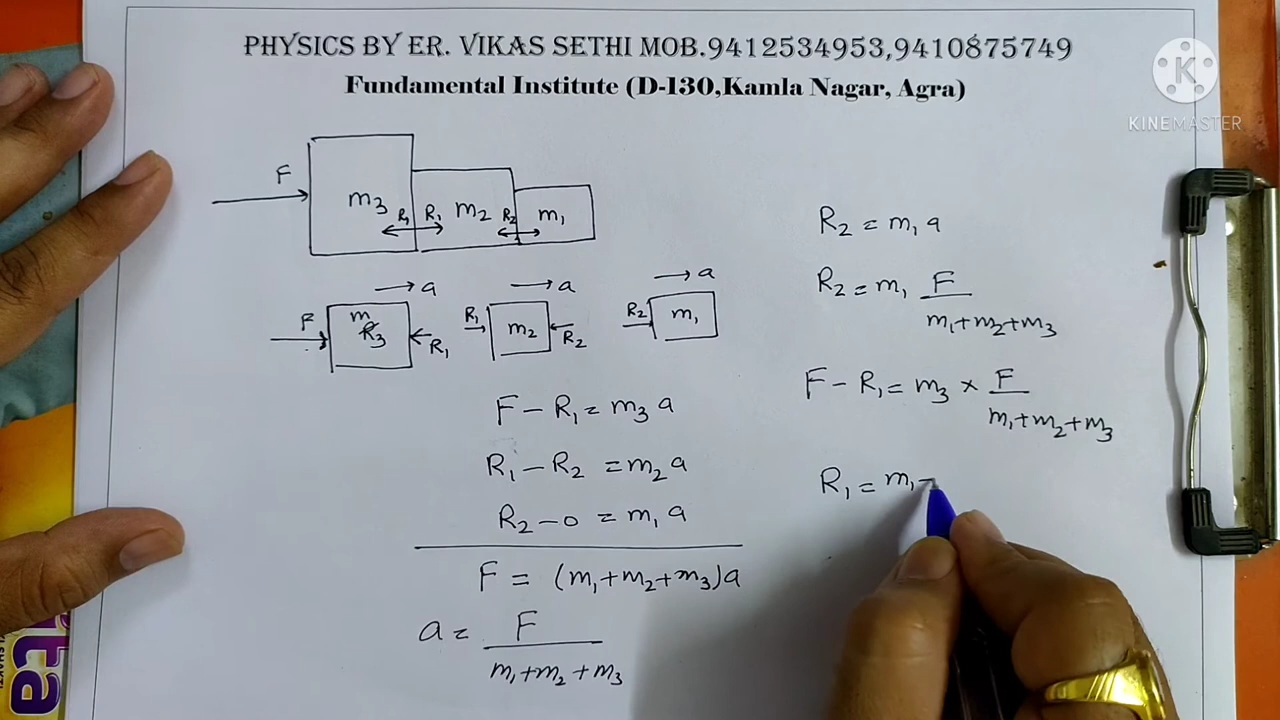 PHYSICS BY ER. VIKAS SETHI MOB.9412534953,9410875749
Fundamental Institute (D-130,Kamla Nagar, Agra)
K
KINEMASTER
F
m3 R1 R1 m2 R2 m1
→ a → a → a
F m R3 R1 R1 m2 R2 R2 m1
F - R1 = m3 a
R1 - R2 = m2 a
R2 - 0 = m1 a
F = (m1+m2+m3)a
a = F
m1+m2+m3
R2 = m1 a
R2 = m1 F
m1+m2+m3
F - R1 = m3 × F
m1+m2+m3
R1 = m1